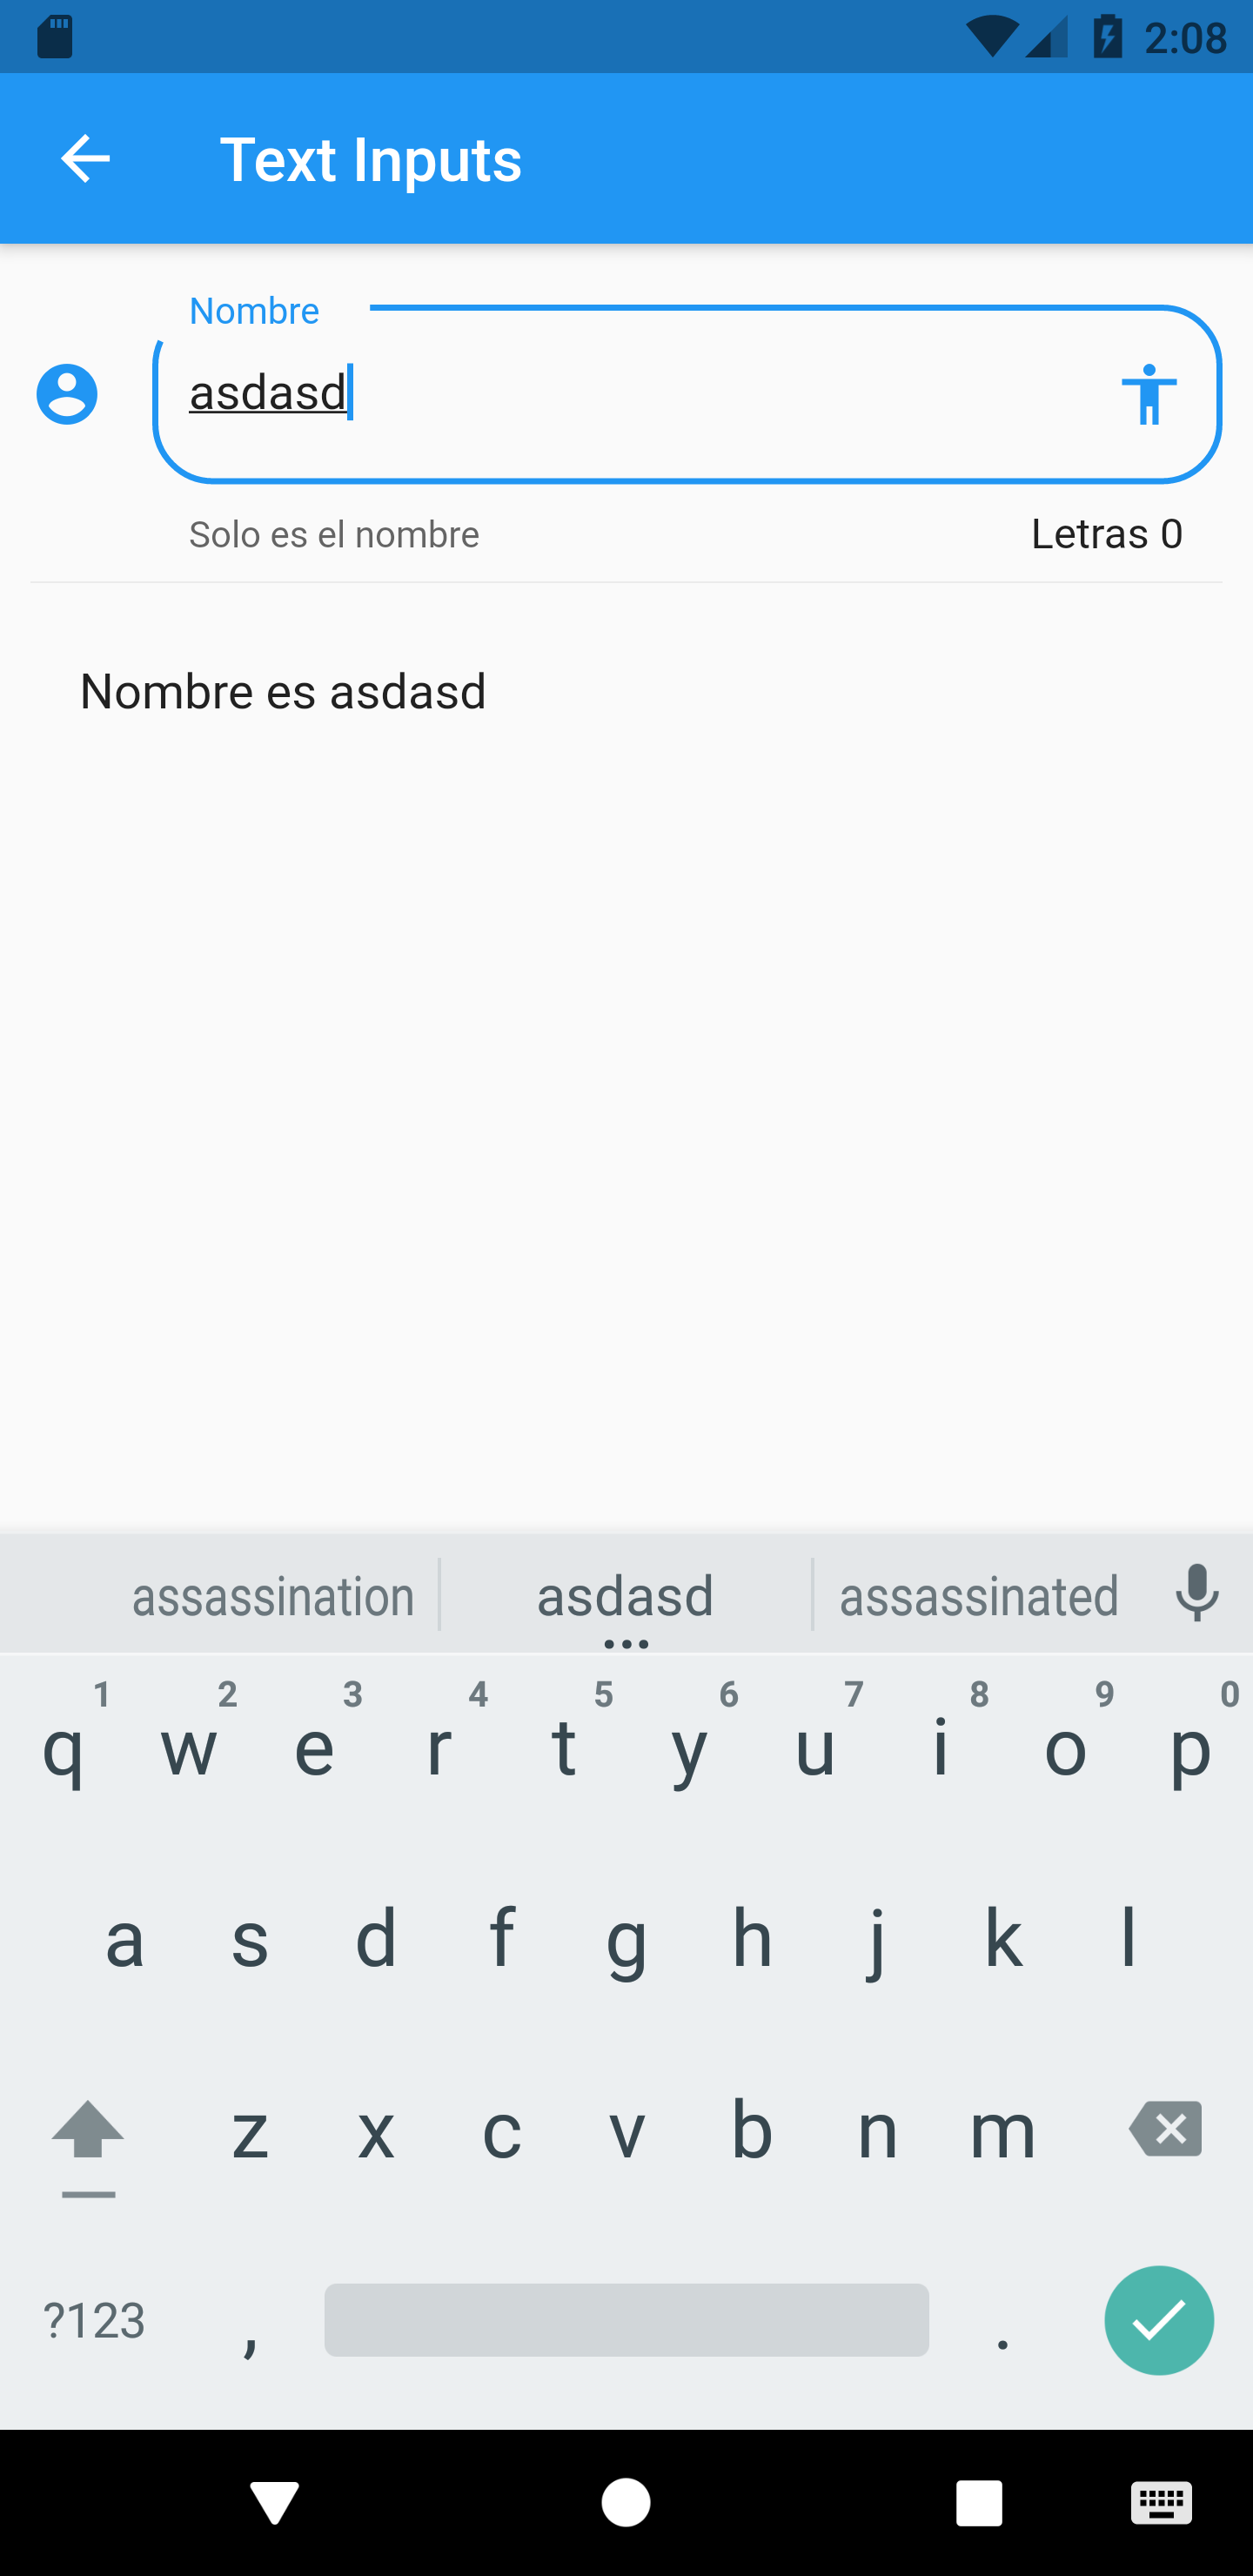 2:08
Text Inputs
Nombre
asdasd
Solo es el nombre Letras 0
Nombre es asdasd
assassination asdasd assassinated
1 2 3 4 5 6 7 8 9 0
q w e r t y u i o p
a s d f g h j k l
z x c v b n m
?123 , .